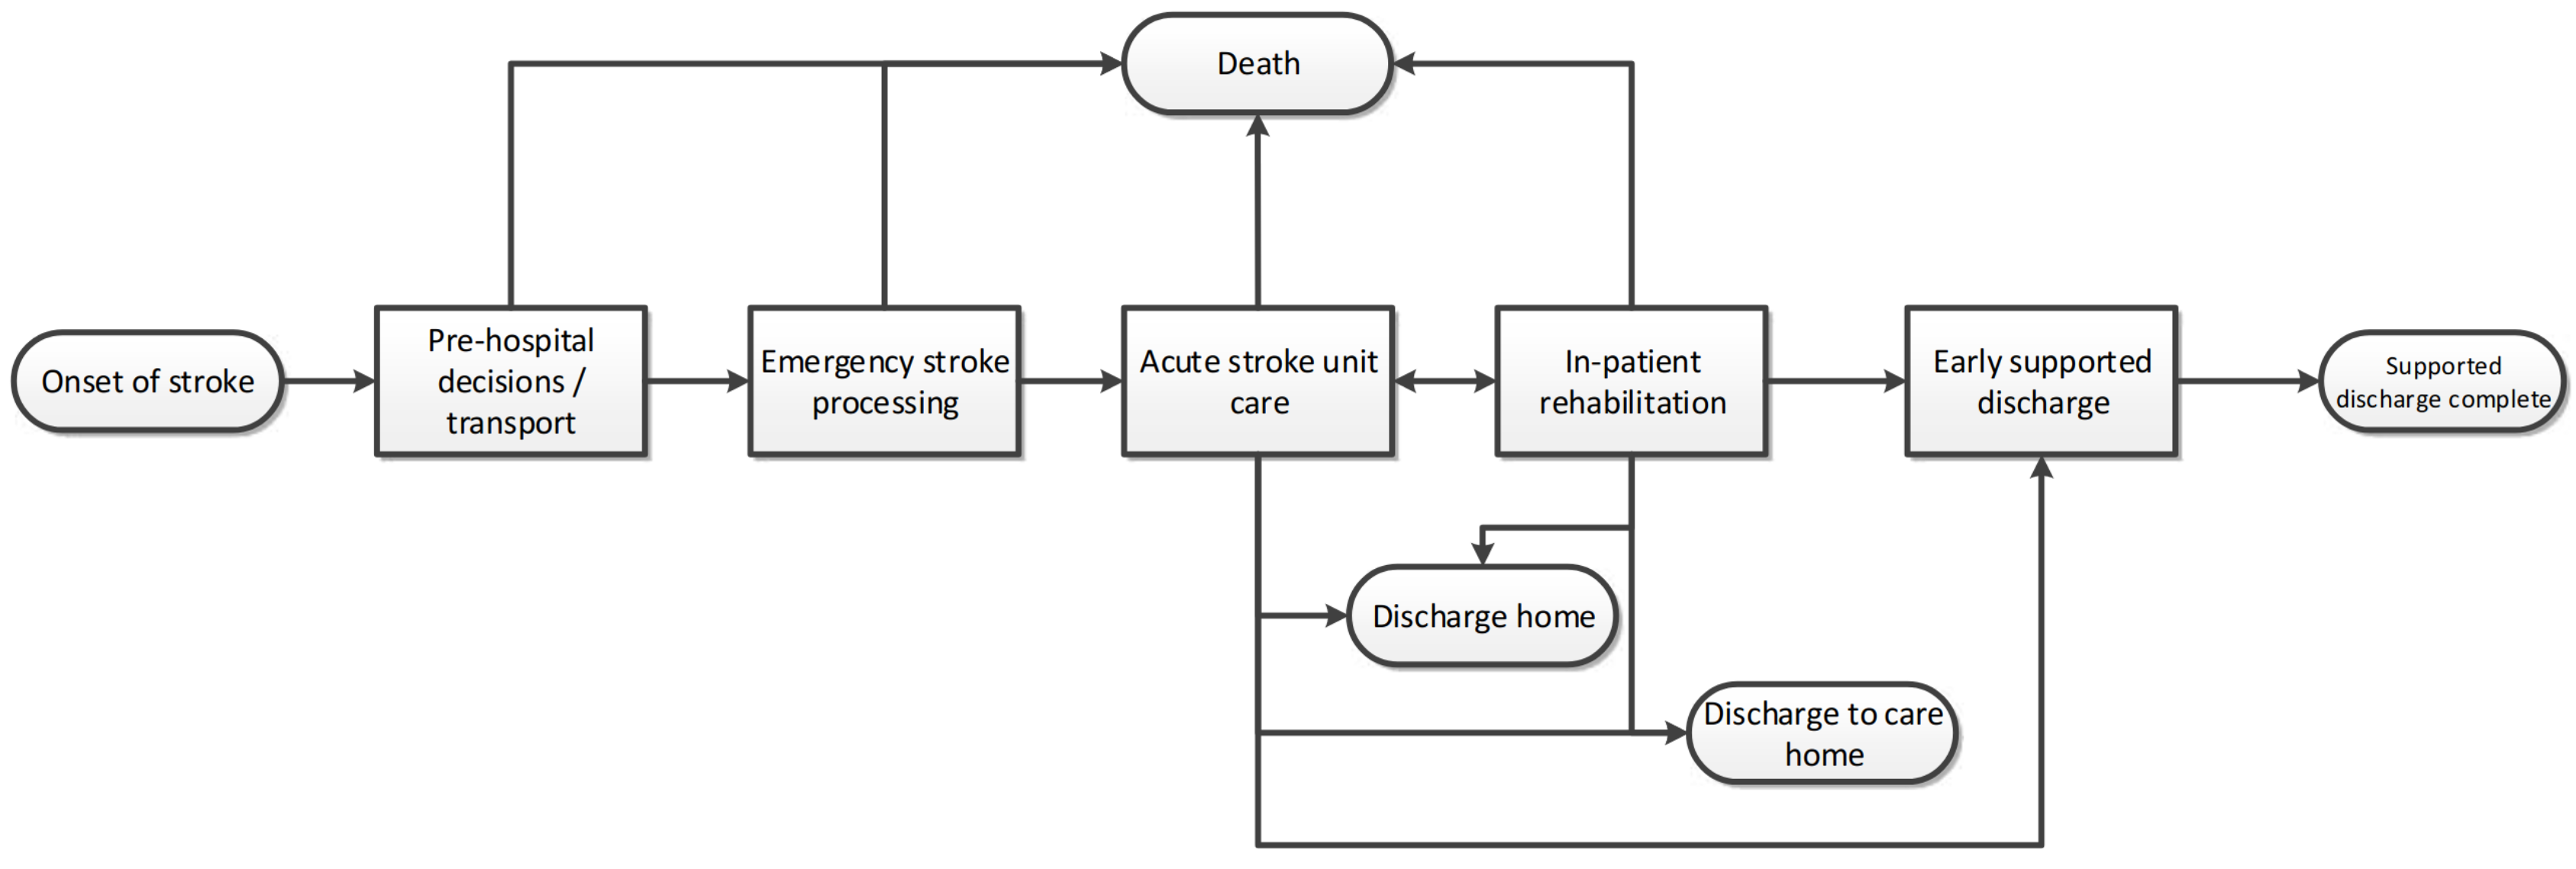 Death
Onset of stroke
Pre-hospital
decisions /
transport
Emergency stroke
processing
Acute stroke unit
care
In-patient
rehabilitation
Early supported
discharge
Supported
discharge complete
Discharge home
Discharge to care
home